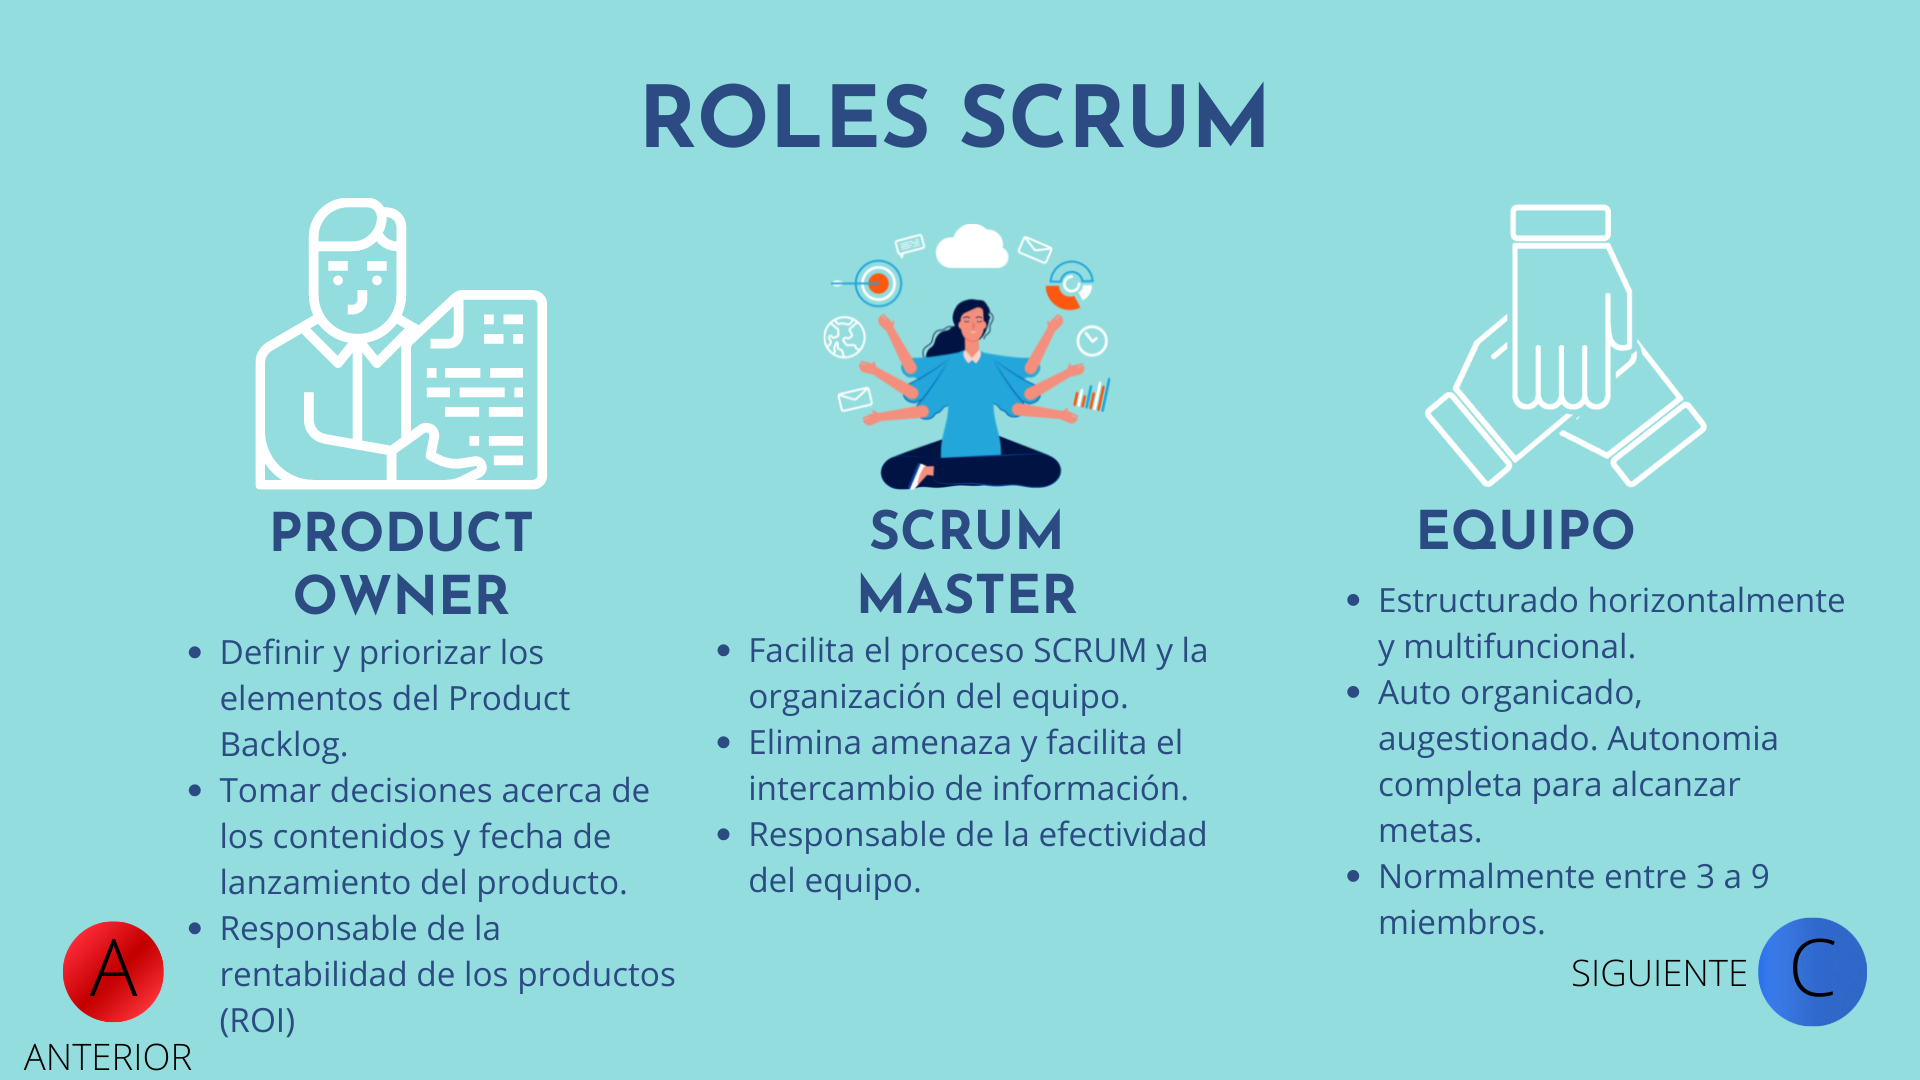 ROLES SCRUM
PRODUCT
OWNER
• Definir y priorizar los
elementos del Product
Backlog.
• Tomar decisiones acerca de
los contenidos y fecha de
lanzamiento del producto.
• Responsable de la
rentabilidad de los productos
(ROI)
SCRUM
MASTER
• Facilita el proceso SCRUM y la
organización del equipo.
• Elimina amenaza y facilita el
intercambio de información.
• Responsable de la efectividad
del equipo.
EQUIPO
• Estructurado horizontalmente
y multifuncional.
• Auto organicado,
augestionado. Autonomia
completa para alcanzar
metas.
• Normalmente entre 3 a 9
miembros.
A
ANTERIOR
SIGUIENTE
C